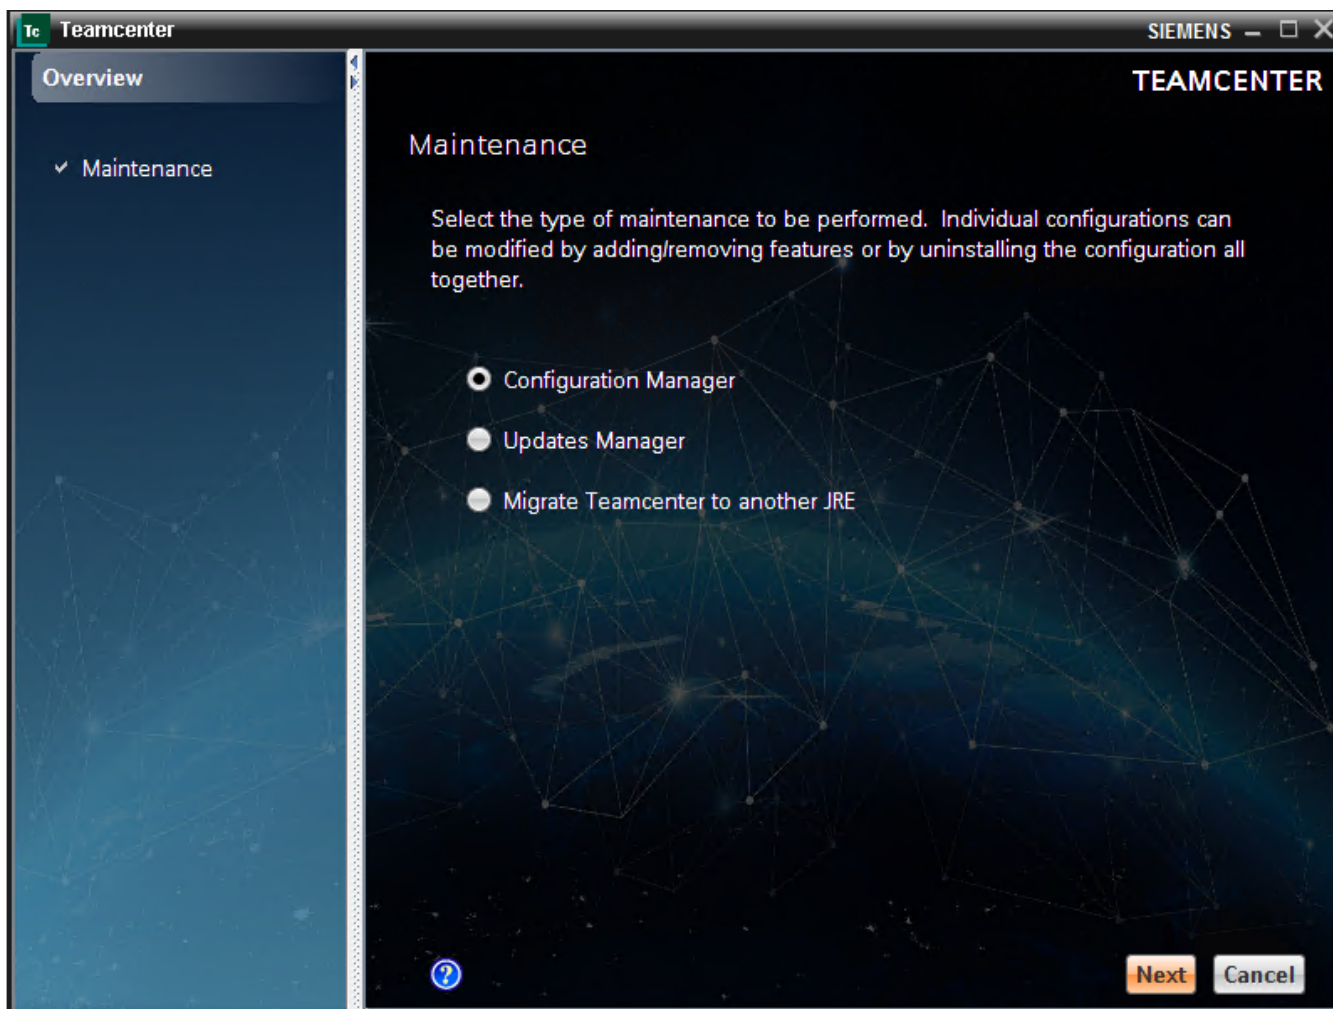 Tc Teamcenter SIEMENS
Overview
TEAMCENTER
Maintenance
Maintenance
Select the type of maintenance to be performed. Individual configurations can
be modified by adding/removing features or by uninstalling the configuration all
together.
Configuration Manager
Updates Manager
Migrate Teamcenter to another JRE
?
Next Cancel